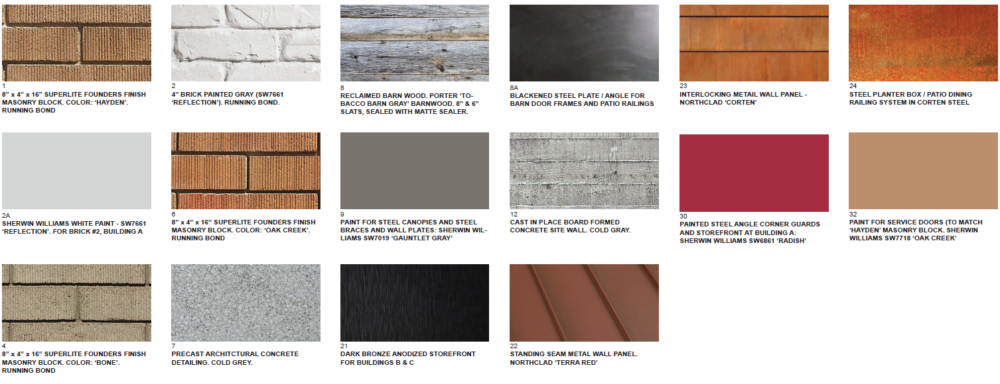 1
8” x 4” x 16” SUPERLITE FOUNDERS FINISH
MASONRY BLOCK. COLOR: ‘HAYDEN’.
RUNNING BOND
2
4” BRICK PAINTED GRAY (SW7661
‘REFLECTION’). RUNNING BOND.
8
RECLAIMED BARN WOOD. PORTER ‘TO-
BACCO BARN GRAY’ BARNWOOD. 8” & 6”
SLATS, SEALED WITH MATTE SEALER.
8A
BLACKENED STEEL PLATE / ANGLE FOR
BARN DOOR FRAMES AND PATIO RAILINGS
23
INTERLOCKING METAIL WALL PANEL -
NORTHCLAD ‘CORTEN’
24
STEEL PLANTER BOX / PATIO DINING
RAILING SYSTEM IN CORTEN STEEL
2A
SHERWIN WILLIAMS WHITE PAINT - SW7661
‘REFLECTION’. FOR BRICK #2, BUILDING A
6
8” x 4” x 16” SUPERLITE FOUNDERS FINISH
MASONRY BLOCK. COLOR: ‘OAK CREEK’.
RUNNING BOND
9
PAINT FOR STEEL CANOPIES AND STEEL
BRACES AND WALL PLATES: SHERWIN WIL-
LIAMS SW7019 ‘GAUNTLET GRAY’
12
CAST IN PLACE BOARD FORMED
CONCRETE SITE WALL. COLD GRAY.
30
PAINTED STEEL ANGLE CORNER GUARDS
AND STOREFRONT AT BUILDING A:
SHERWIN WILLIAMS SW6861 ‘RADISH’
32
PAINT FOR SERVICE DOORS (TO MATCH
‘HAYDEN’ MASONRY BLOCK. SHERWIN
WILLIAMS SW7718 ‘OAK CREEK’
4
8” x 4” x 16” SUPERLITE FOUNDERS FINISH
MASONRY BLOCK. COLOR: ‘BONE’.
RUNNING BOND
7
PRECAST ARCHITCTURAL CONCRETE
DETAILING. COLD GREY.
21
DARK BRONZE ANODIZED STOREFRONT
FOR BUILDINGS B & C
22
STANDING SEAM METAL WALL PANEL.
NORTHCLAD ‘TERRA RED’